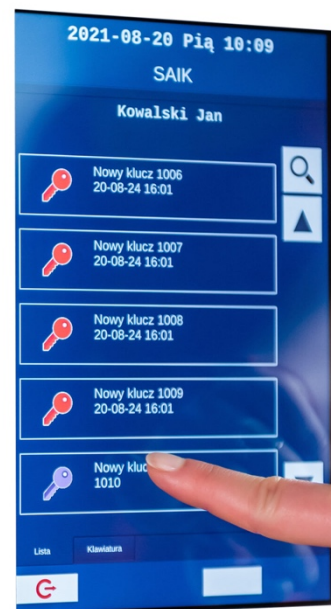 2021-08-20 Pią 10:09
SAIK
Kowalski Jan
Nowy klucz 1006
20-08-24 16:01
Nowy klucz 1007
20-08-24 16:01
Nowy klucz 1008
20-08-24 16:01
Nowy klucz 1009
20-08-24 16:01
Nowy
1010
Lista
Klawiatura